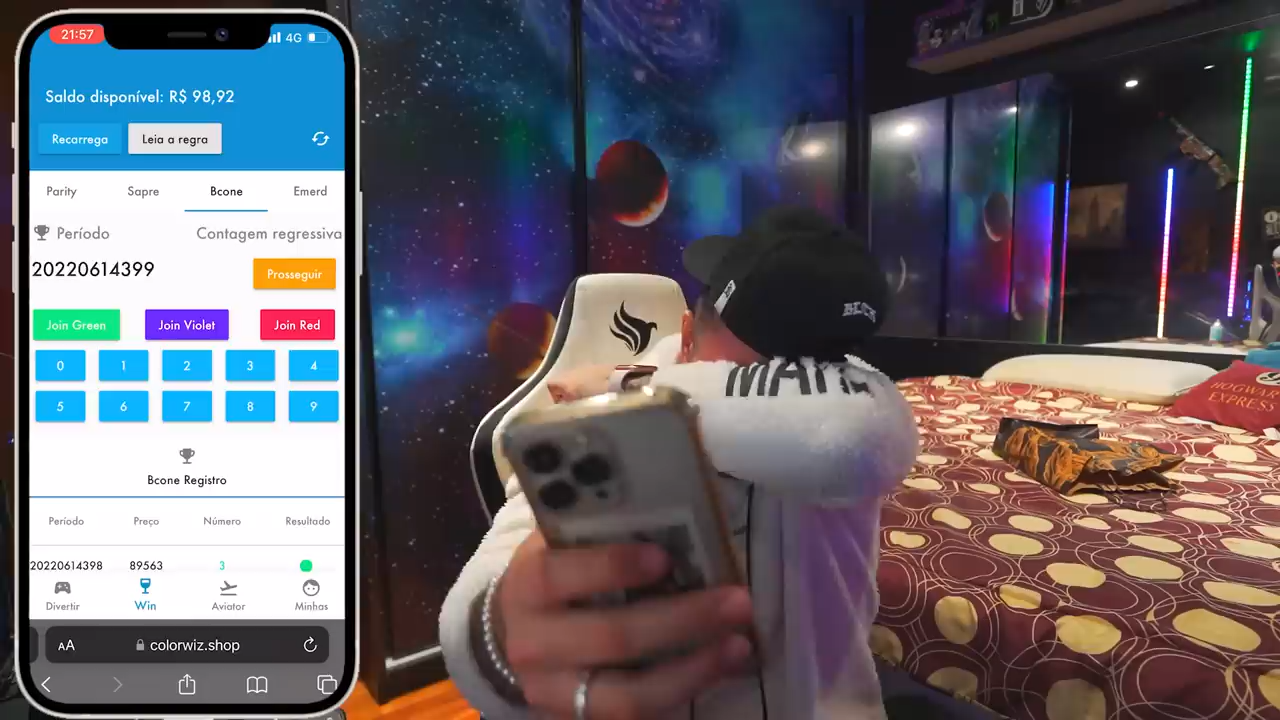 21:57
4G
Saldo disponível: R$ 98,92
Recarrega
Leia a regra
Parity
Sapre
Bcone
Emerd
Período
Contagem regressiva
20220614399
Prosseguir
Join Green
Join Violet
Join Red
0
1
2
3
4
5
6
7
8
9
Bcone Registro
Período
Preço
Número
Resultado
20220614398
89563
3
Divertir
Win
Aviator
Minhas
AA
colorwiz.shop
HOGWAR
EXPRESS